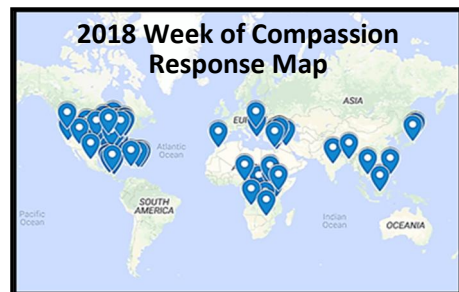 2018 Week of Compassion
Response Map
ASIA
Atlantic
Ocean
SOUTH
AMERICA
Pacific
Ocean
Indian
Ocean
OCEANIA